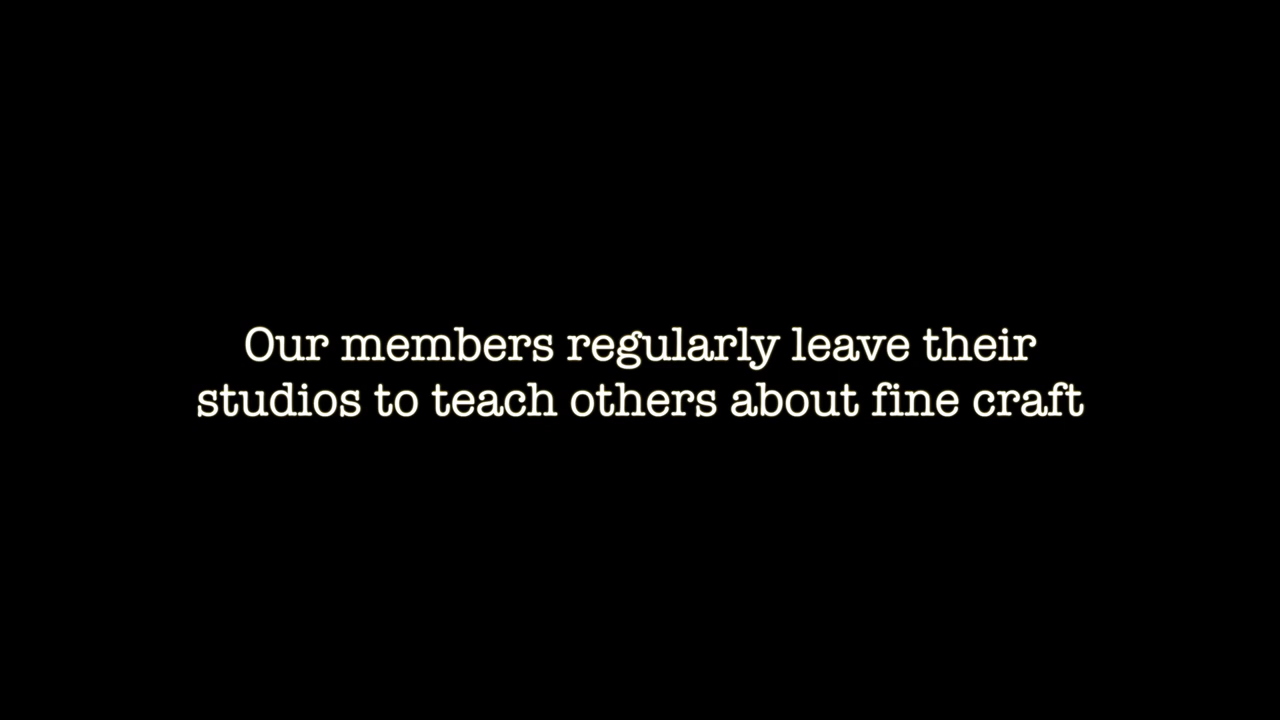 Our members regularly leave their
studios to teach others about fine craft